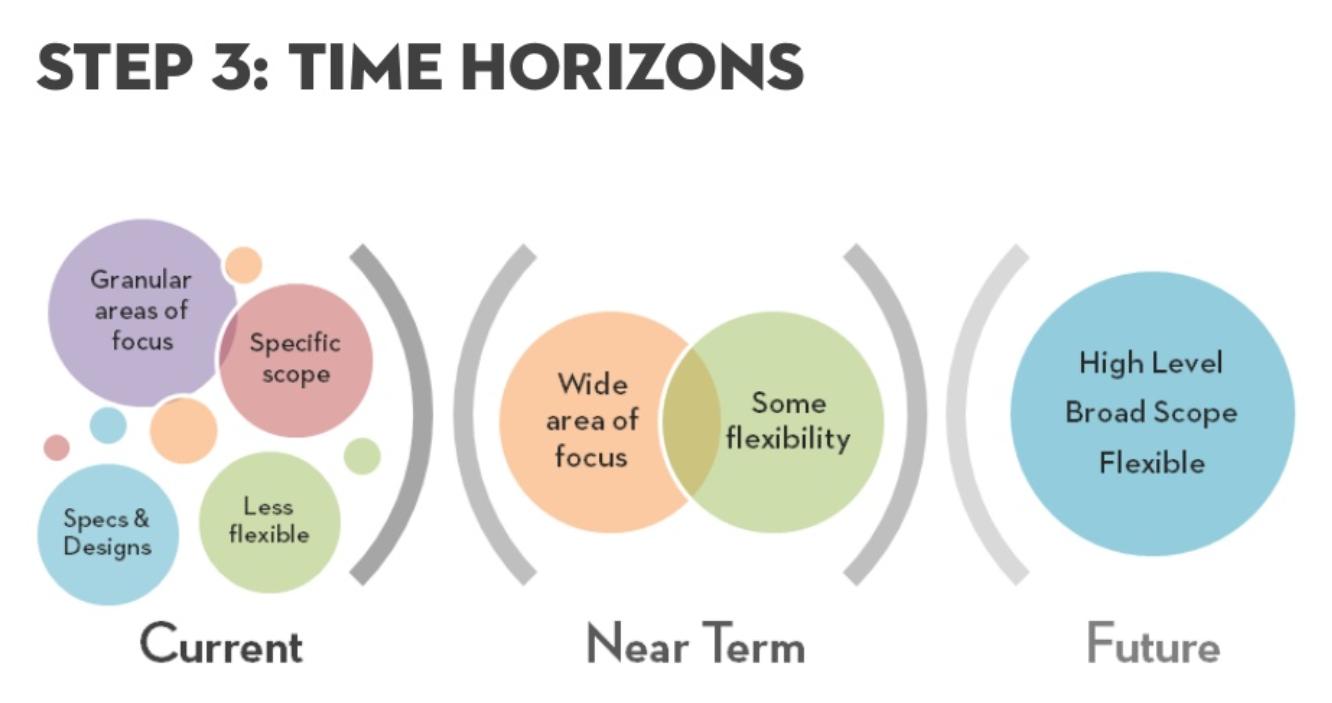 STEP 3: TIME HORIZONS
Granular
areas of
focus
Specific
scope
Specs &
Designs
Less
flexible
Current
Wide
area of
focus
Some
flexibility
Near Term
High Level
Broad Scope
Flexible
Future